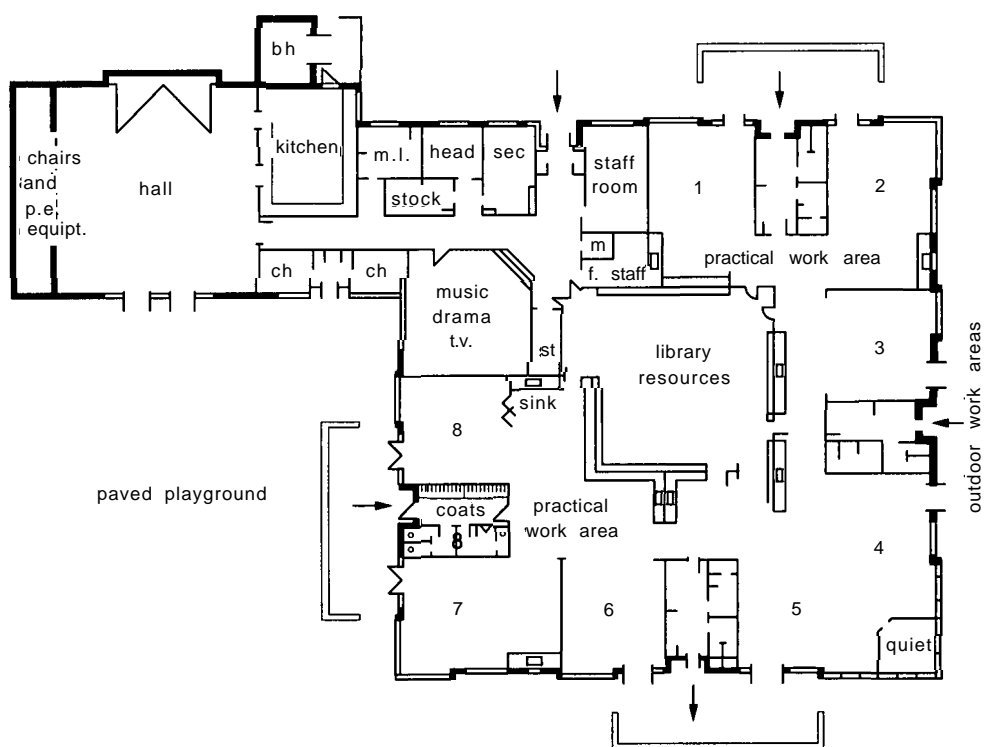 bh
chairs
and
p.e.
equipt.
hall
kitchen
m.l.
head
sec
stock
staff
room
1
2
m
f. staff
practical work area
ch
ch
music
drama
t.v.
st
library
resources
3
outdoor work areas
sink
8
paved playground
coats
8
practical
work area
4
7
6
5
quiet